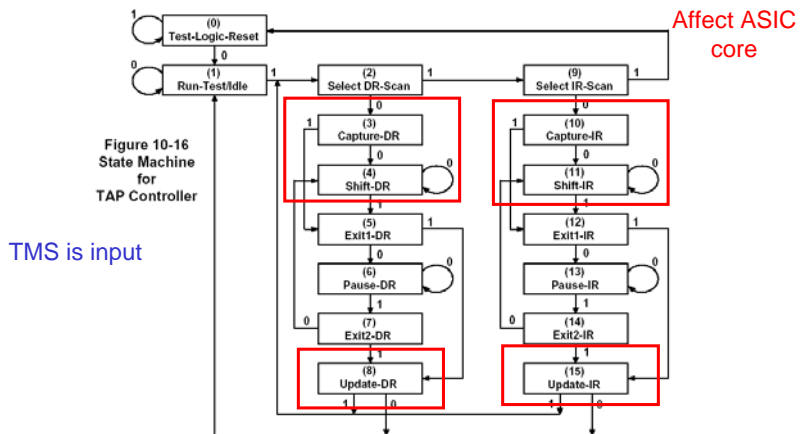 Affect ASIC
core
1
(0)
Test-Logic-Reset
0
0
(1)
Run-Test/Idle
1
(2)
Select DR-Scan
1
(9)
Select IR-Scan
1
0
0
Figure 10-16
State Machine
for
TAP Controller
1
(3)
Capture-DR
1
(10)
Capture-IR
0
0
(4)
Shift-DR
0
(11)
Shift-IR
0
1
1
TMS is input
(5)
Exit1-DR
1
(12)
Exit1-IR
1
0
0
(6)
Pause-DR
0
(13)
Pause-IR
0
1
1
0
(7)
Exit2-DR
0
(14)
Exit2-IR
1
1
(8)
Update-DR
(15)
Update-IR
1
0
1
0